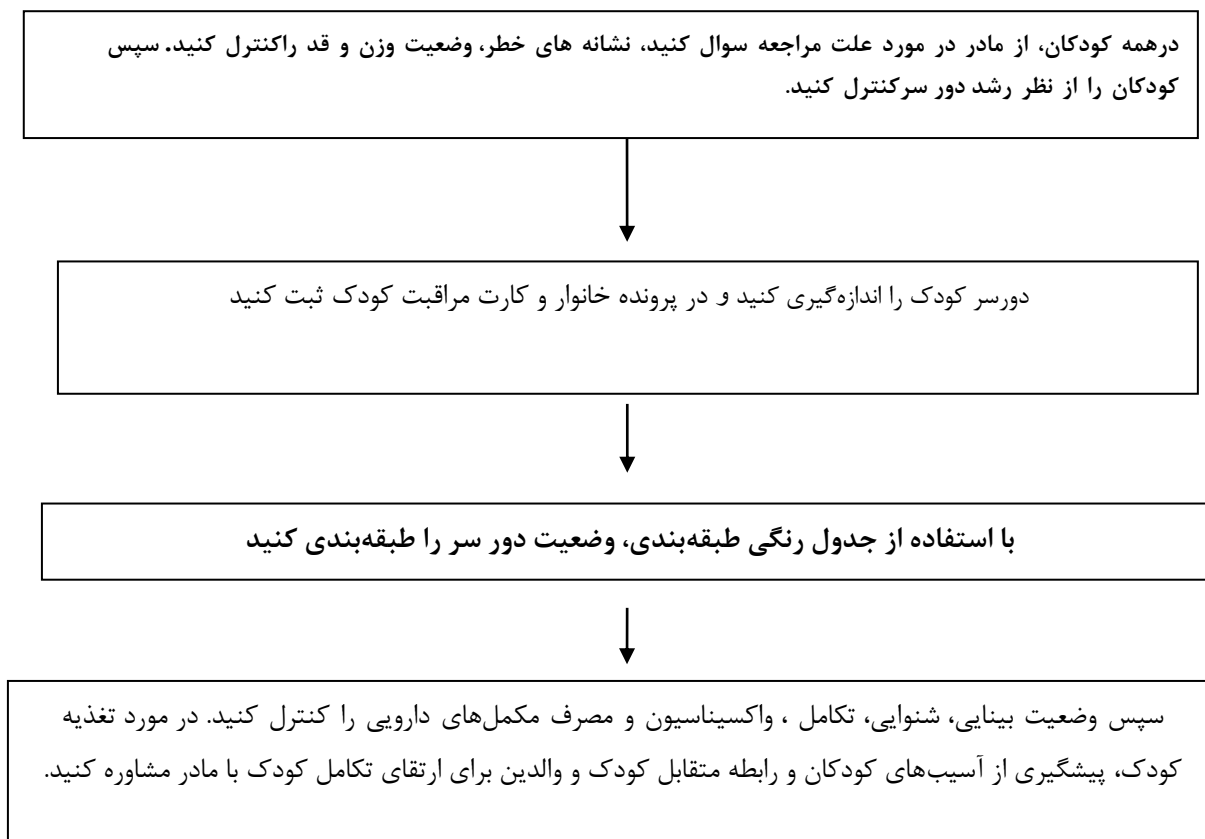 درهمه کودکان، از مادر در مورد علت مراجعه سوال کنید، نشانه های خطر، وضعیت وزن و قد راکنترل کنید. سپس
کودکان را از نظر رشد دور سرکنترل کنید.
دورسر کودک را اندازه‌گیری کنید و در پرونده خانوار و کارت مراقبت کودک ثبت کنید
با استفاده از جدول رنگی طبقه‌بندی، وضعیت دور سر را طبقه‌بندی کنید
سپس وضعیت بینایی، شنوایی، تکامل ، واکسیناسیون و مصرف مکمل‌های دارویی را کنترل کنید. در مورد تغذیه
کودک، پیشگیری از آسیب‌های کودکان و رابطه متقابل کودک و والدین برای ارتقای تکامل کودک با مادر مشاوره کنید.